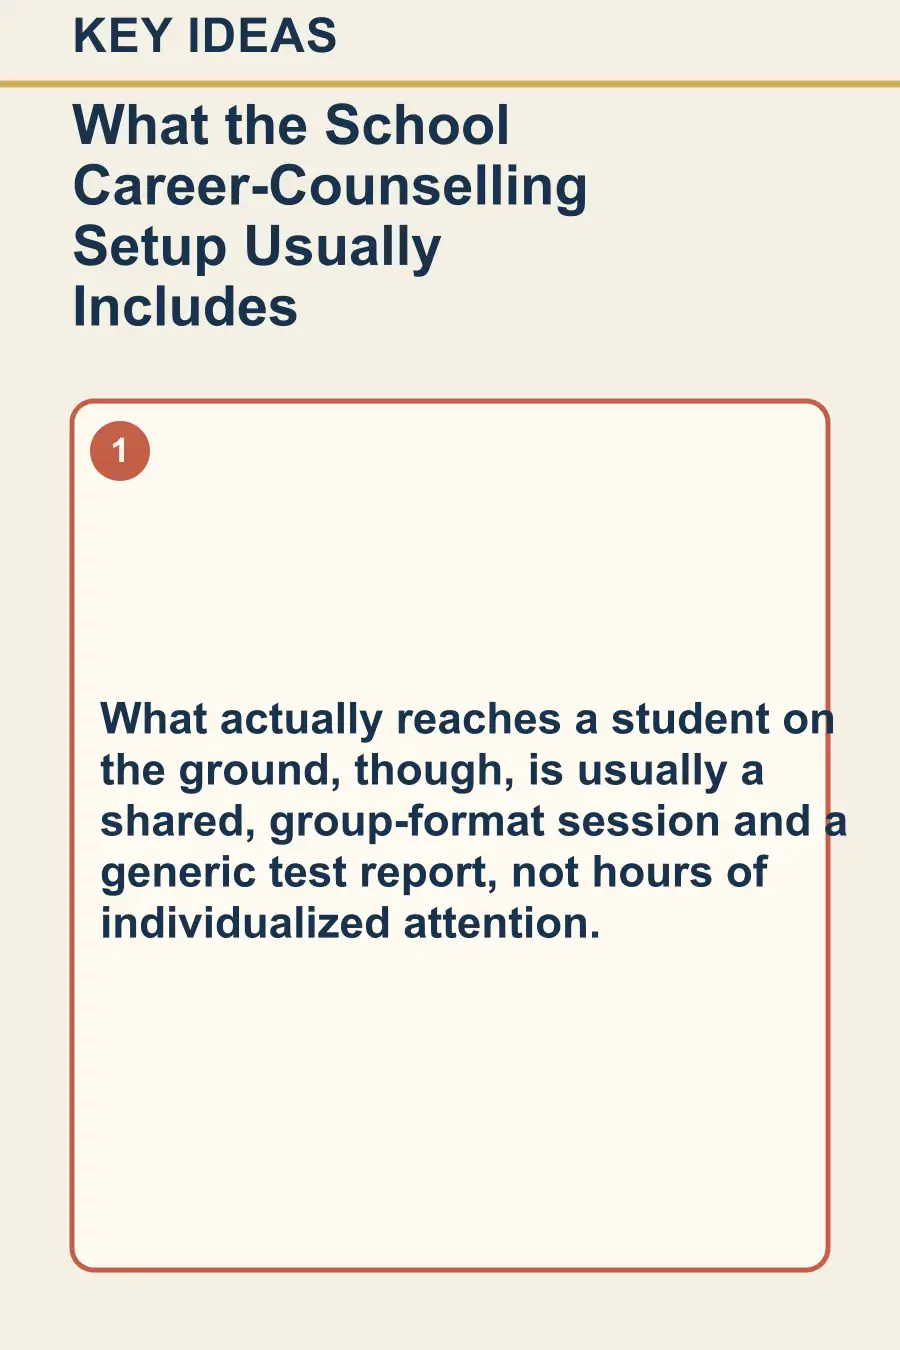 KEY IDEAS
What the School
Career-Counselling
Setup Usually
Includes
1
What actually reaches a student on
the ground, though, is usually a
shared, group-format session and a
generic test report, not hours of
individualized attention.